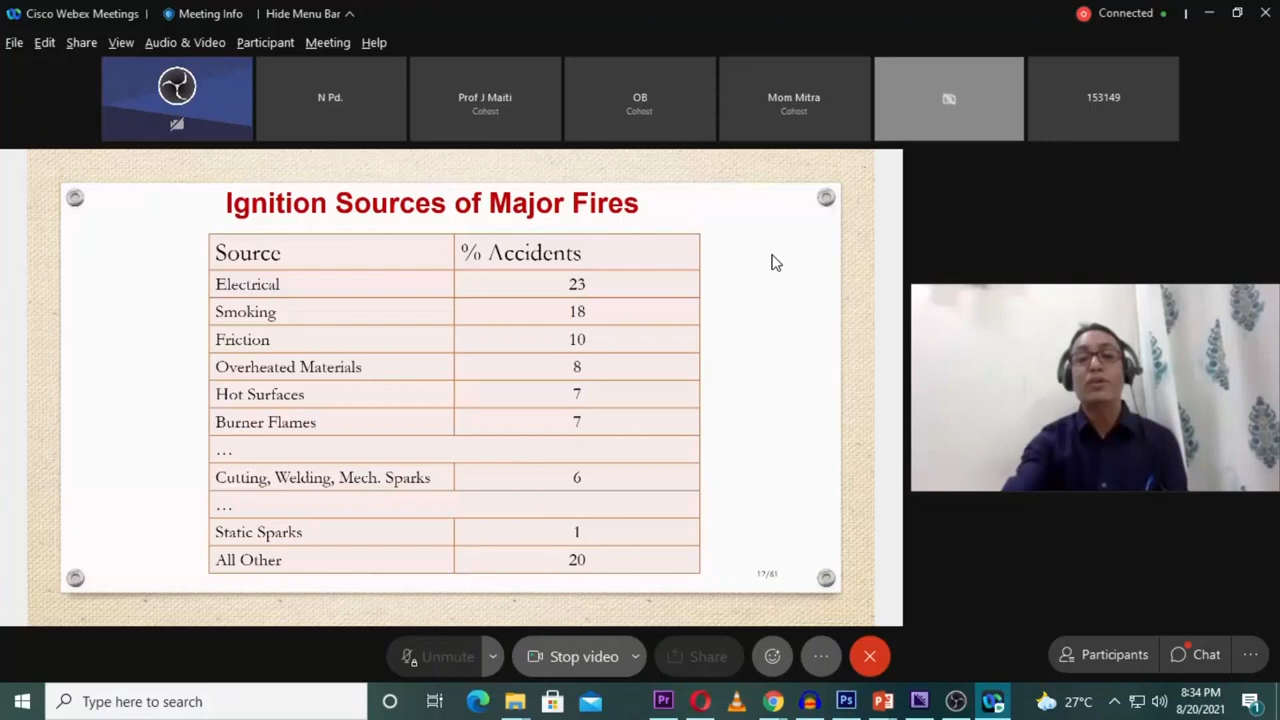 Cisco Webex Meetings | Meeting Info | Hide Menu Bar
Connected
File Edit Share View Audio & Video Participant Meeting Help
N Pd.
Prof J Maiti
Cohost
OB
Cohost
Mom Mitra
Cohost
153149
Ignition Sources of Major Fires
Source % Accidents
Electrical 23
Smoking 18
Friction 10
Overheated Materials 8
Hot Surfaces 7
Burner Flames 7
...
Cutting, Welding, Mech. Sparks 6
...
Static Sparks 1
All Other 20
12/61
Unmute
Stop video
Share
Participants
Chat
Type here to search
Pr
Ps
27°C
8:34 PM
8/20/2021